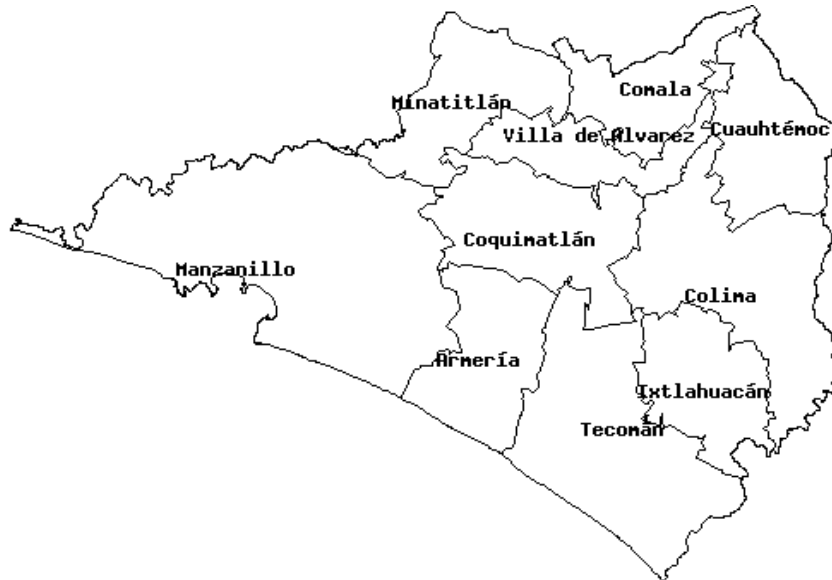 Comala
Minatitlán
Cuauhtémoc
Villa de Álvarez
Coquimatlán
Manzanillo
Colima
Armería
Ixtlahuacán
Tecomán